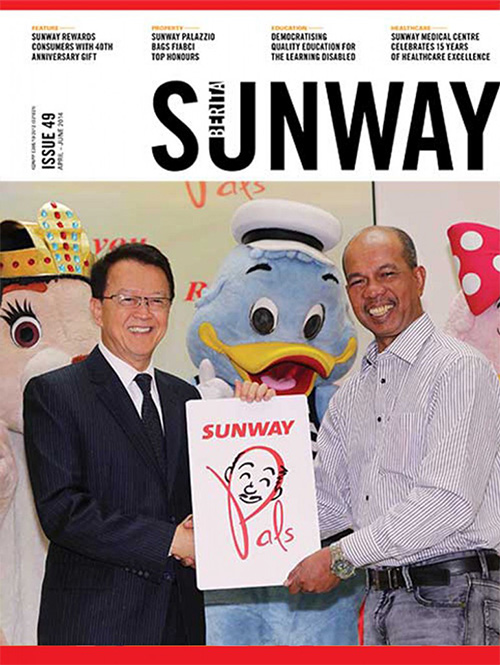 FEATURE
SUNWAY REWARDS
CONSUMERS WITH 40TH
ANNIVERSARY GIFT
PROPERTY
SUNWAY PALAZZIO
BAGS FIABCI
TOP HONOURS
EDUCATION
DEMOCRATISING
QUALITY EDUCATION FOR
THE LEARNING DISABLED
HEALTHCARE
SUNWAY MEDICAL CENTRE
CELEBRATES 15 YEARS
OF HEALTHCARE EXCELLENCE
ISSUE 49
APRIL – JUNE 2014
BERITA
SUNWAY
Pals
you
SUNWAY
Pals